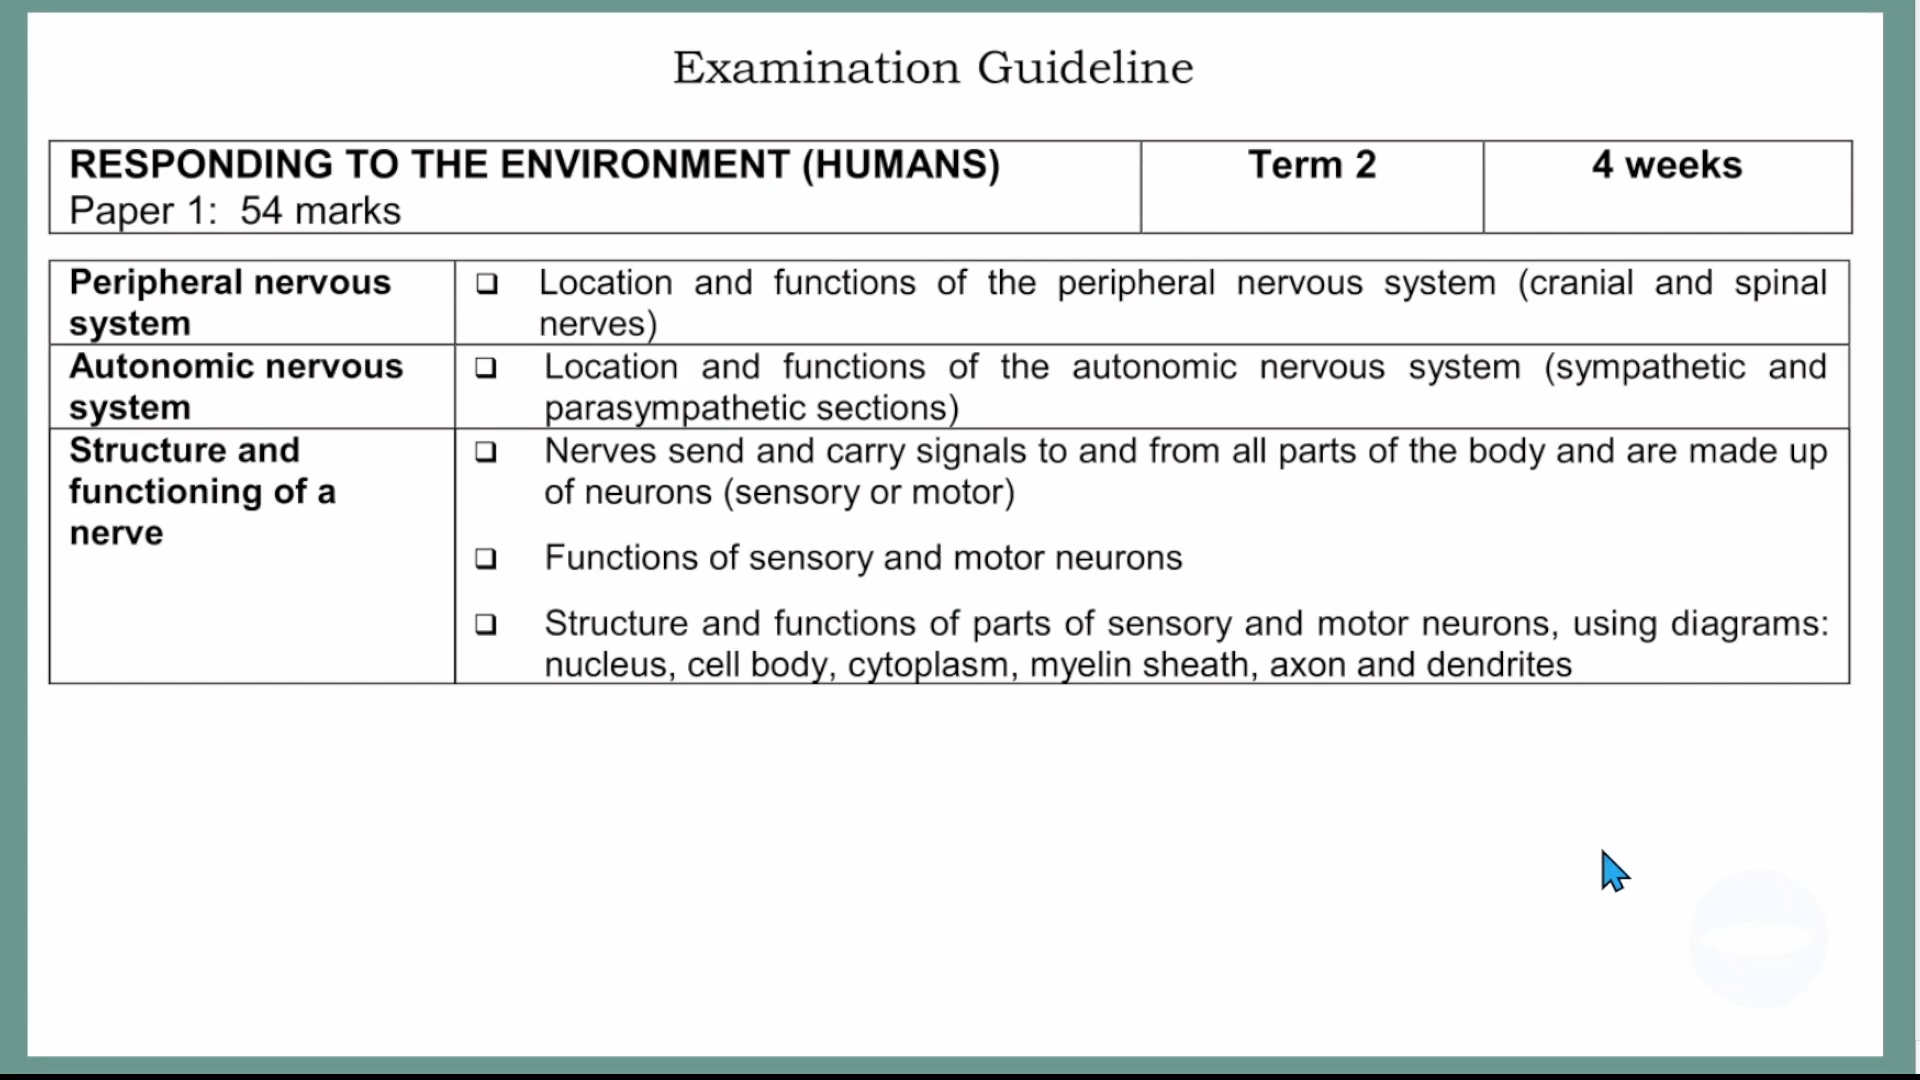 Examination Guideline
RESPONDING TO THE ENVIRONMENT (HUMANS)
Paper 1: 54 marks
Term 2
4 weeks
Peripheral nervous
system
❑ Location and functions of the peripheral nervous system (cranial and spinal
nerves)
Autonomic nervous
system
❑ Location and functions of the autonomic nervous system (sympathetic and
parasympathetic sections)
Structure and
functioning of a
nerve
❑ Nerves send and carry signals to and from all parts of the body and are made up
of neurons (sensory or motor)
❑ Functions of sensory and motor neurons
❑ Structure and functions of parts of sensory and motor neurons, using diagrams:
nucleus, cell body, cytoplasm, myelin sheath, axon and dendrites